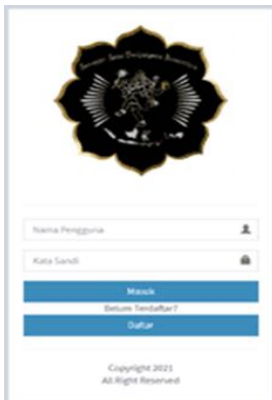 Nama Pengguna
Kata Sandi
Masuk
Belum Terdaftar?
Daftar
Copyright 2021
All Right Reserved